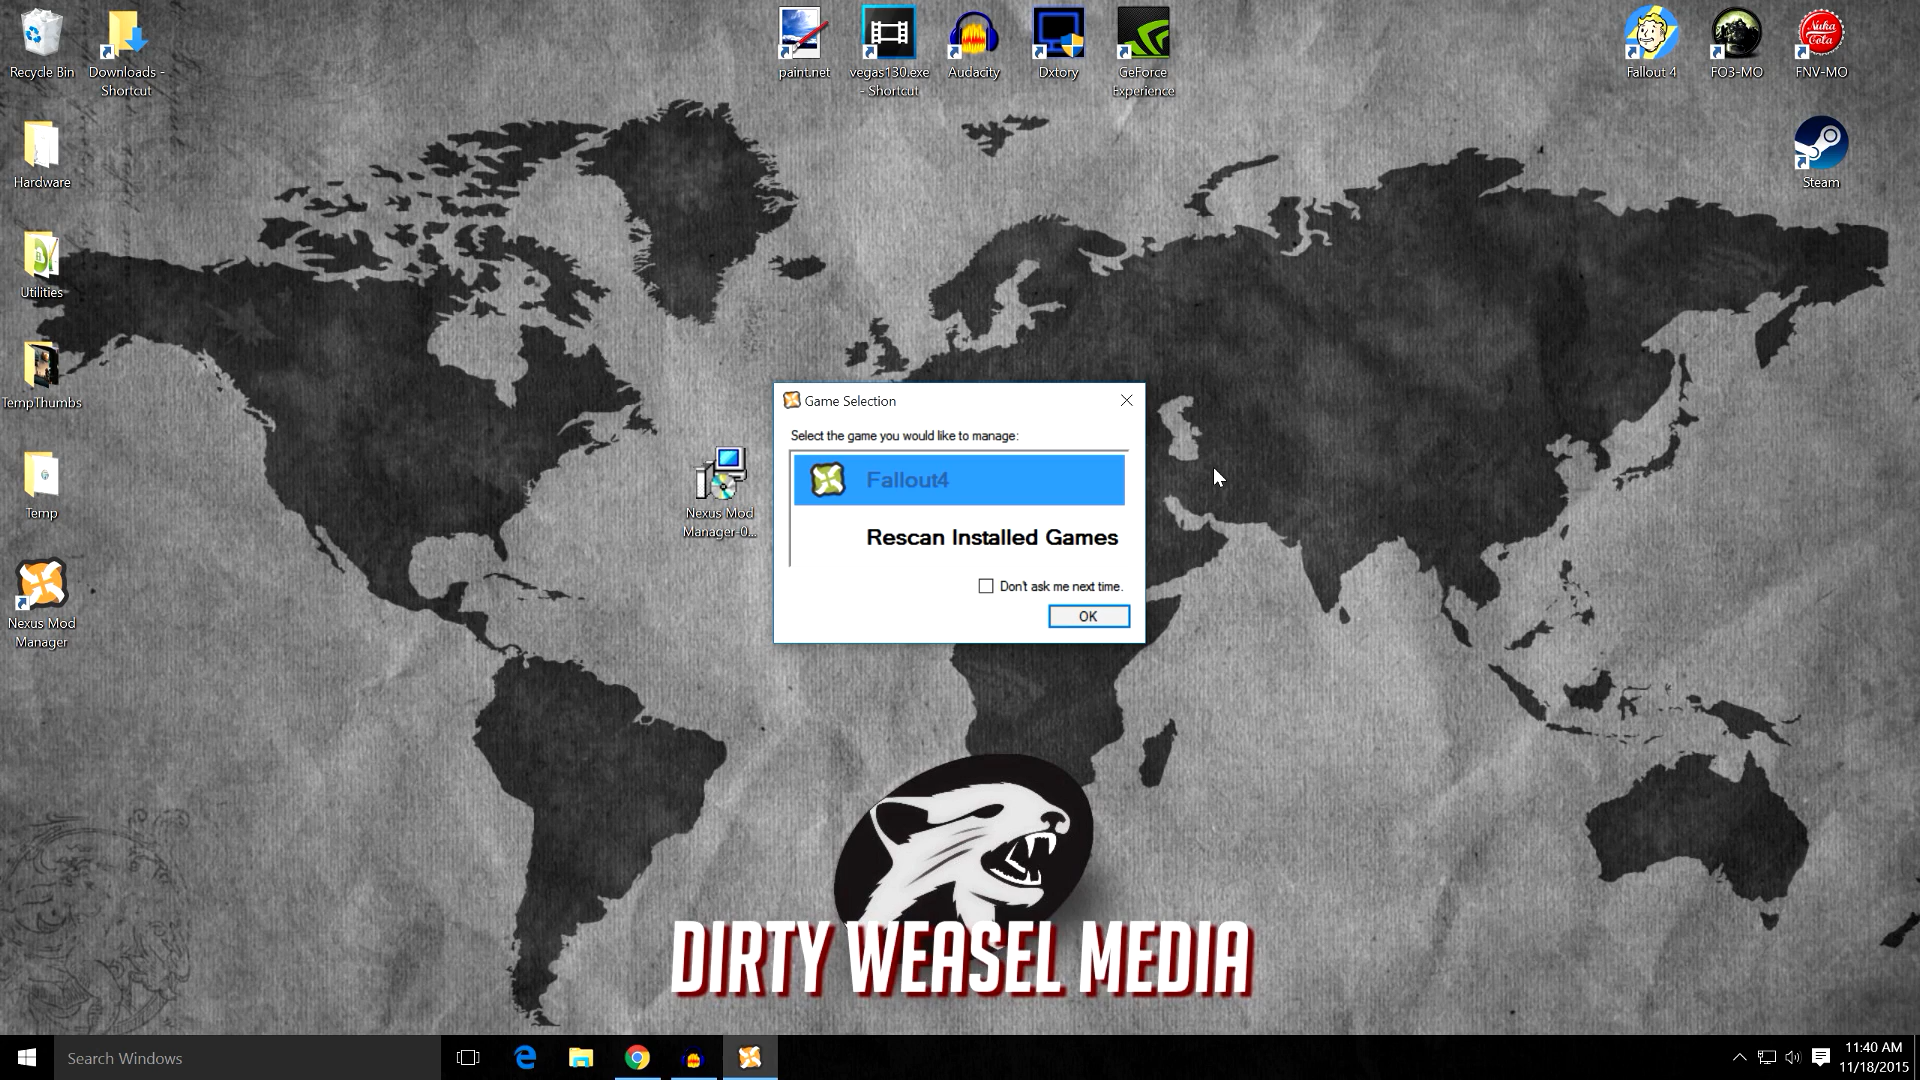 Recycle Bin
Downloads -
Shortcut
paint.net
vegas130.exe
- Shortcut
Audacity
Dxtory
GeForce
Experience
Fallout 4
FO3-MO
Nuka
Cola
FNV-MO
Hardware
Steam
Utilities
TempThumbs
Temp
Nexus Mod
Manager
Nexus Mod
Manager-0...
Game Selection
Select the game you would like to manage:
Fallout4
Rescan Installed Games
Don't ask me next time.
OK
DIRTY WEASEL MEDIA
Search Windows
11:40 AM
11/18/2015